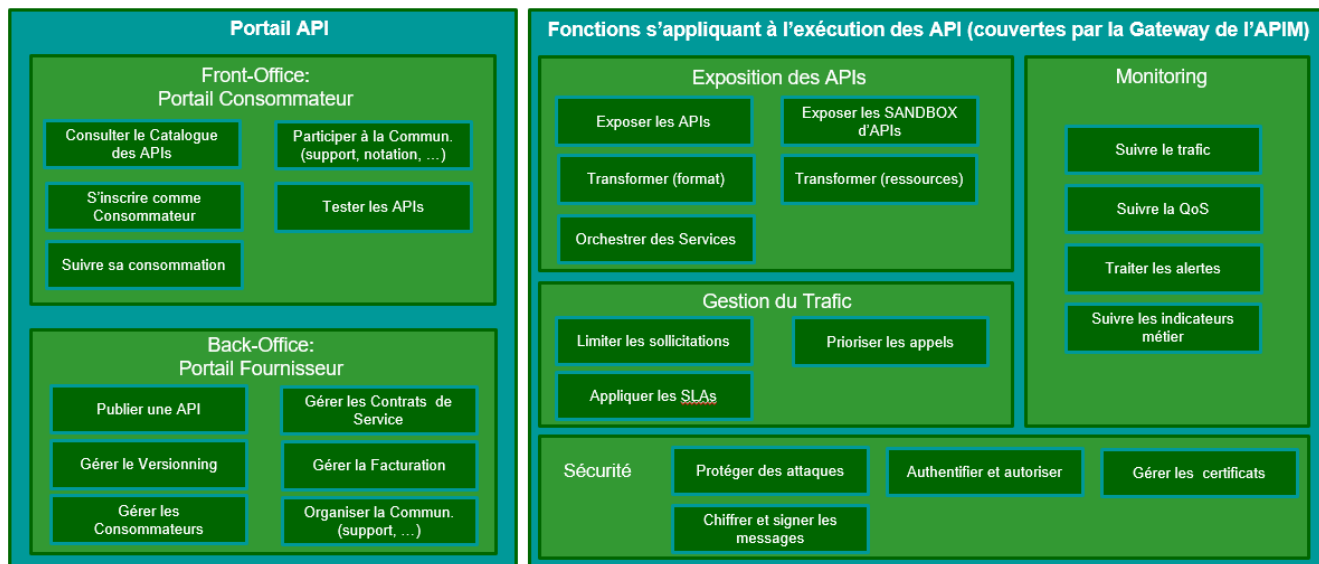 Portail API
Front-Office:
Portail Consommateur
Consulter le Catalogue
des APIs
Participer à la Commun.
(support, notation, …)
S’inscrire comme
Consommateur
Tester les APIs
Suivre sa consommation
Back-Office:
Portail Fournisseur
Publier une API
Gérer les Contrats de
Service
Gérer le Versionning
Gérer la Facturation
Gérer les
Consommateurs
Organiser la Commun.
(support, …)
Fonctions s’appliquant à l’exécution des API (couvertes par la Gateway de l’APIM)
Exposition des APIs
Exposer les APIs
Exposer les SANDBOX
d’APIs
Transformer (format)
Transformer (ressources)
Orchestrer des Services
Gestion du Trafic
Limiter les sollicitations
Prioriser les appels
Appliquer les SLAs
Monitoring
Suivre le trafic
Suivre la QoS
Traiter les alertes
Suivre les indicateurs
métier
Sécurité
Protéger des attaques
Authentifier et autoriser
Gérer les certificats
Chiffrer et signer les
messages